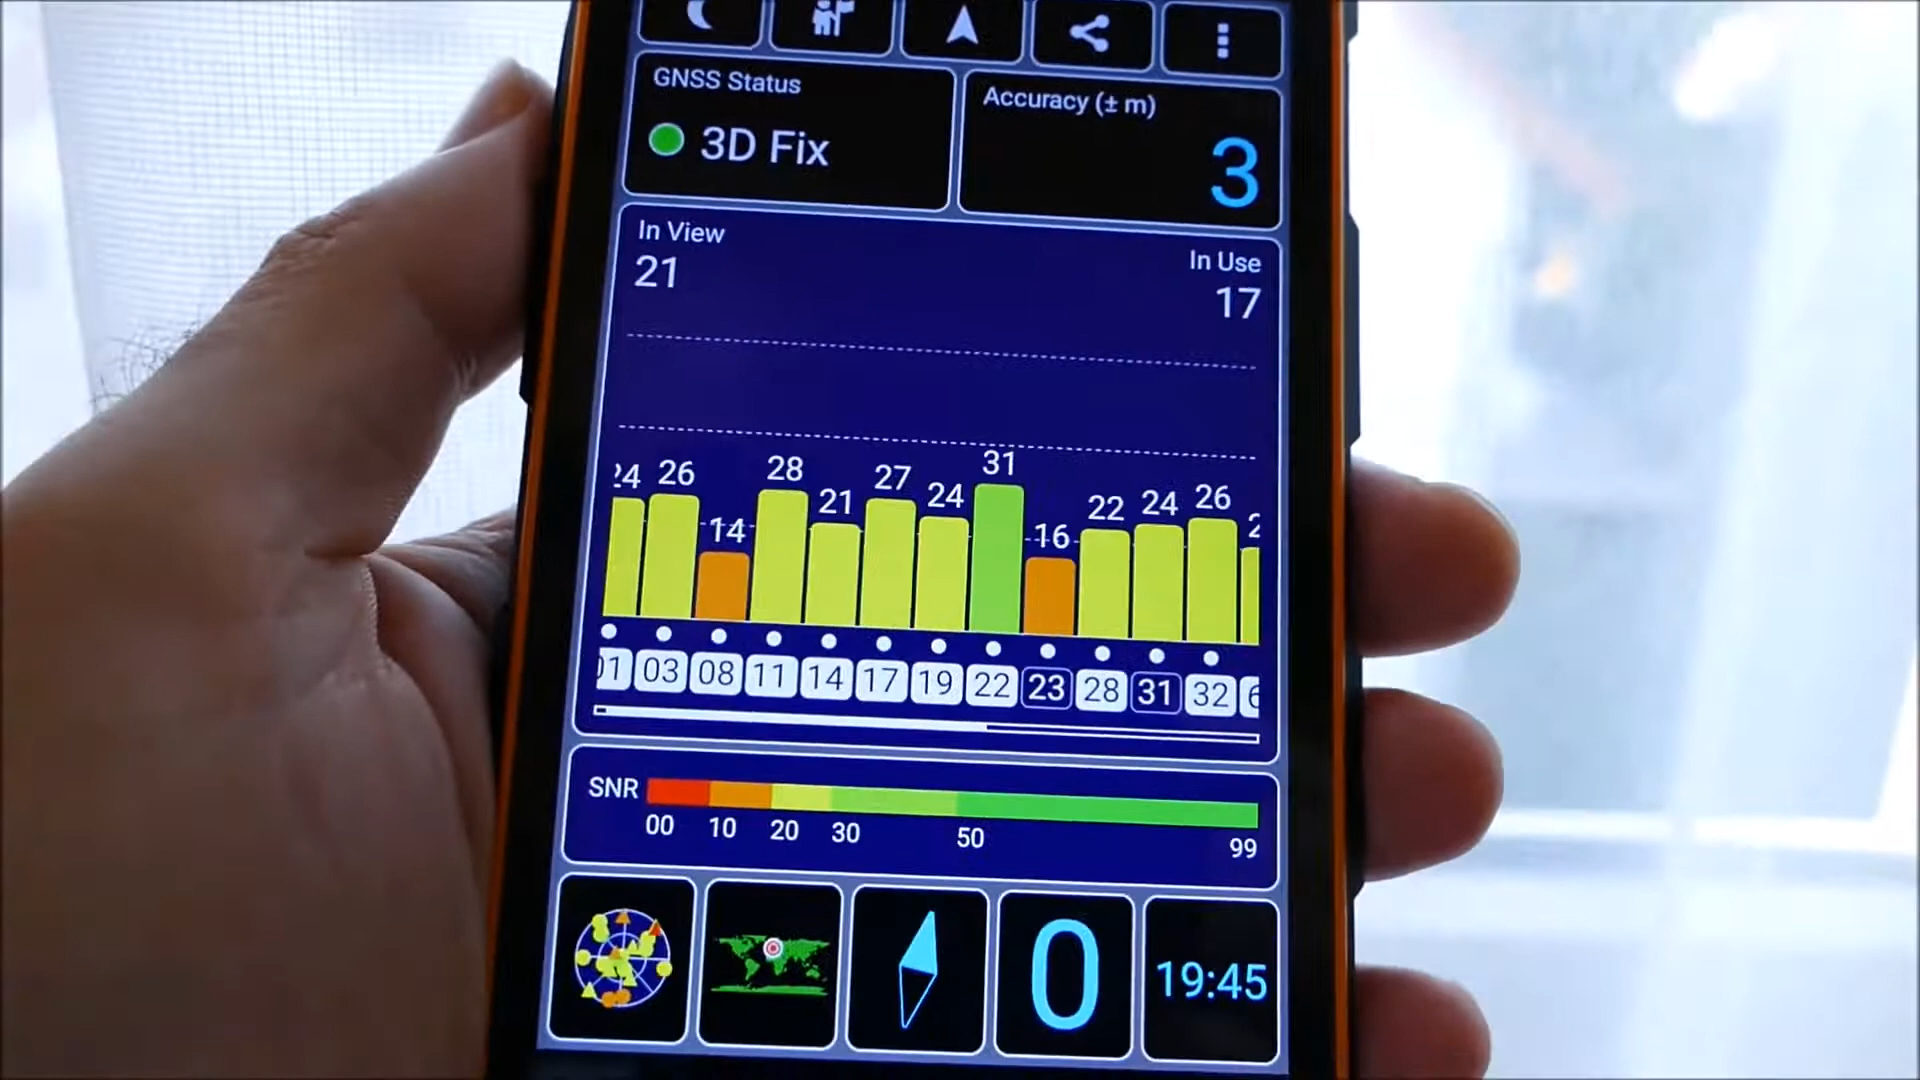 GNSS Status
3D Fix
Accuracy (± m)
3
In View
21
In Use
17
26 14 28 21 27 24 31 16 22 24 26
03 08 11 14 17 19 22 23 28 31 32
SNR
00 10 20 30 50 99
0
19:45